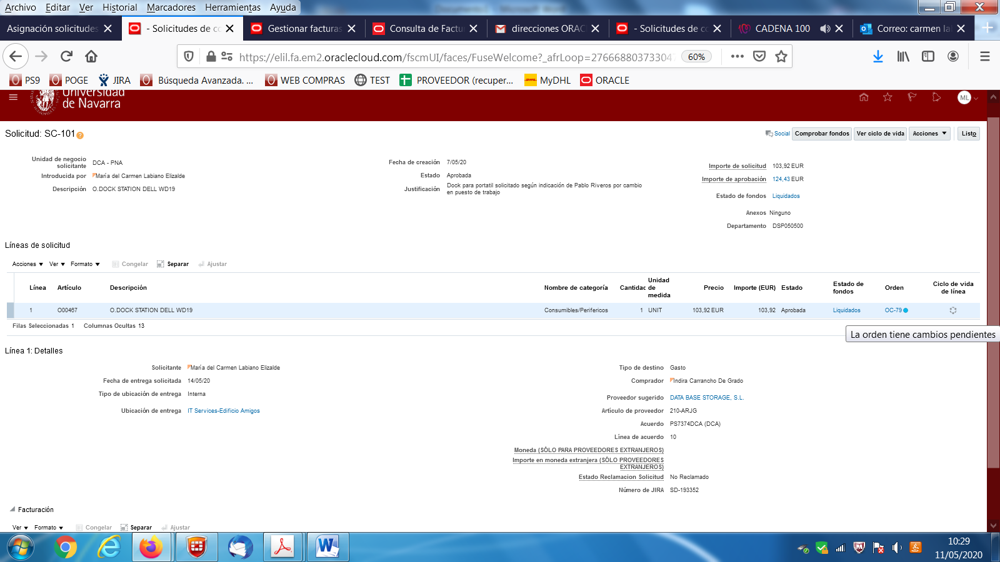 Archivo Editar Ver Historial Marcadores Herramientas Ayuda
Asignación solicitudes
- Solicitudes de co
Gestionar facturas
Consulta de Factu
direcciones ORAC
- Solicitudes de co
CADENA 100
Correo: carmen la
https://elil.fa.em2.oraclecloud.com/fscmUI/faces/FuseWelcome?_afrLoop=27666880373304
60%
PS9 POGE JIRA Búsqueda Avanzada. ... WEB COMPRAS TEST PROVEEDOR (recuper... MyDHL ORACLE
Universidad
de Navarra
ML
Solicitud: SC-101
Social Comprobar fondos Ver ciclo de vida Acciones Listo
Unidad de negocio solicitante DCA - PNA
Introducida por María del Carmen Labiano Elizalde
Descripción O.DOCK STATION DELL WD19
Fecha de creación 7/05/20
Estado Aprobada
Justificación Dock para portatil solicitado según indicación de Pablo Riveros por cambio
en puesto de trabajo
Importe de solicitud 103,92 EUR
Importe de aprobación 124,43 EUR
Estado de fondos Liquidados
Anexos Ninguno
Departamento DSP050500
Líneas de solicitud
Acciones Ver Formato Congelar Separar Ajustar
Línea Artículo Descripción Nombre de categoría Cantidad Unidad de medida Precio Importe (EUR) Estado Estado de fondos Orden Ciclo de vida de línea
1 O00467 O.DOCK STATION DELL WD19 Consumibles/Perifericos 1 UNIT 103,92 EUR 103,92 Aprobada Liquidados OC-79
Filas Seleccionadas 1 Columnas Ocultas 13
La orden tiene cambios pendientes
Línea 1: Detalles
Solicitante María del Carmen Labiano Elizalde
Fecha de entrega solicitada 14/05/20
Tipo de ubicación de entrega Interna
Ubicación de entrega IT Services-Edificio Amigos
Tipo de destino Gasto
Comprador Indira Carrancho De Grado
Proveedor sugerido DATA BASE STORAGE, S.L.
Artículo de proveedor 210-ARJG
Acuerdo PS7374DCA (DCA)
Línea de acuerdo 10
Moneda (SÓLO PARA PROVEEDORES EXTRANJEROS)
Importe en moneda extranjera (SÓLO PROVEEDORES
EXTRANJEROS)
Estado Reclamacion Solicitud No Reclamado
Número de JIRA SD-193352
Facturación
Ver Formato Congelar Separar Ajustar
10:29
11/05/2020